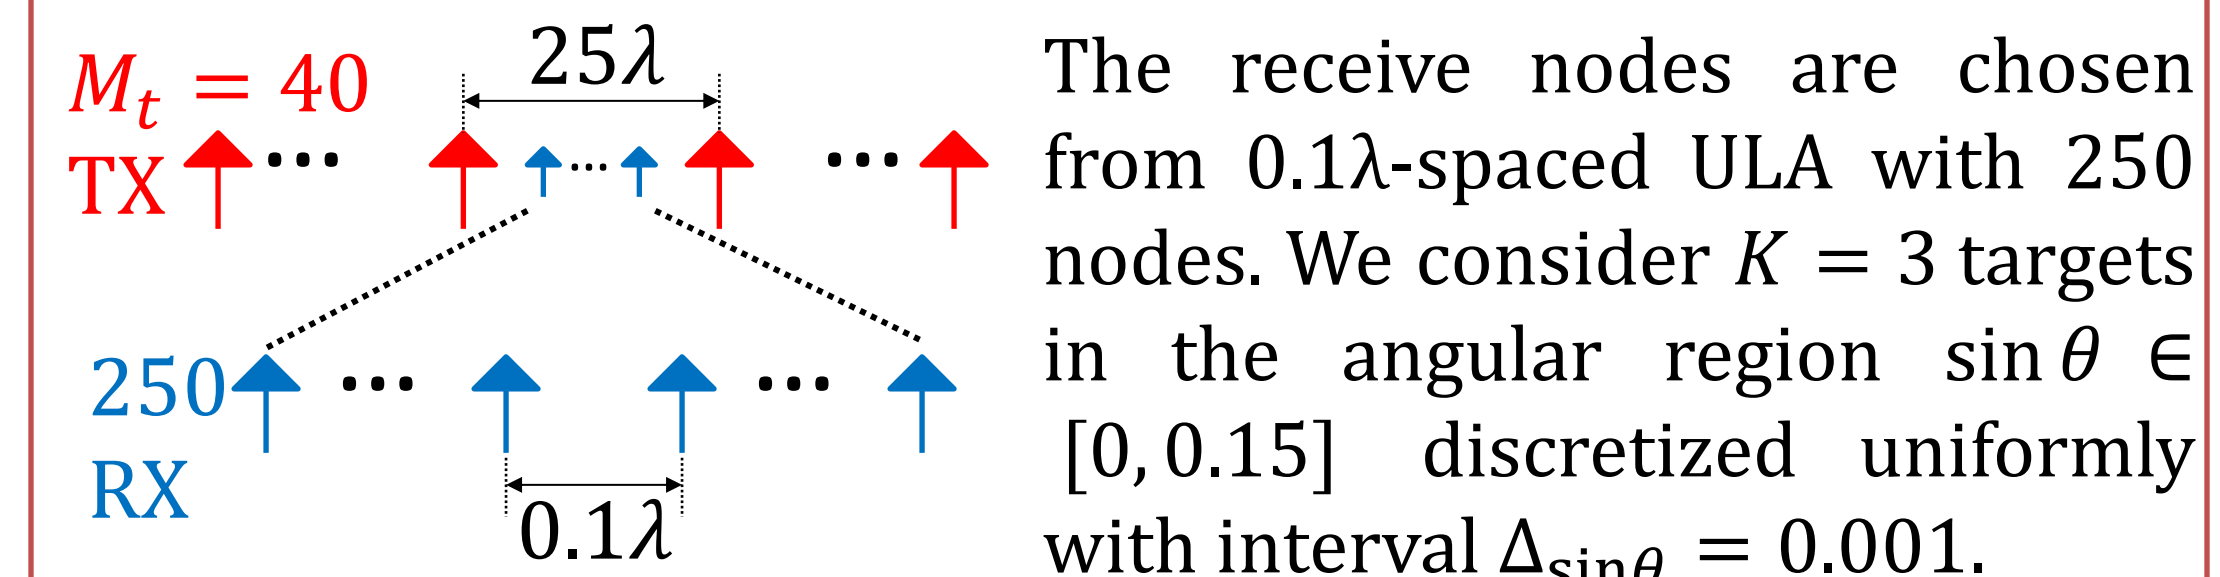 M_t = 40
TX
25λ
...
...
...
250
RX
...
...
0.1λ
The receive nodes are chosen
from 0.1λ-spaced ULA with 250
nodes. We consider K = 3 targets
in the angular region sin θ ∈
[0, 0.15] discretized uniformly
with interval Δ_sinθ = 0.001.